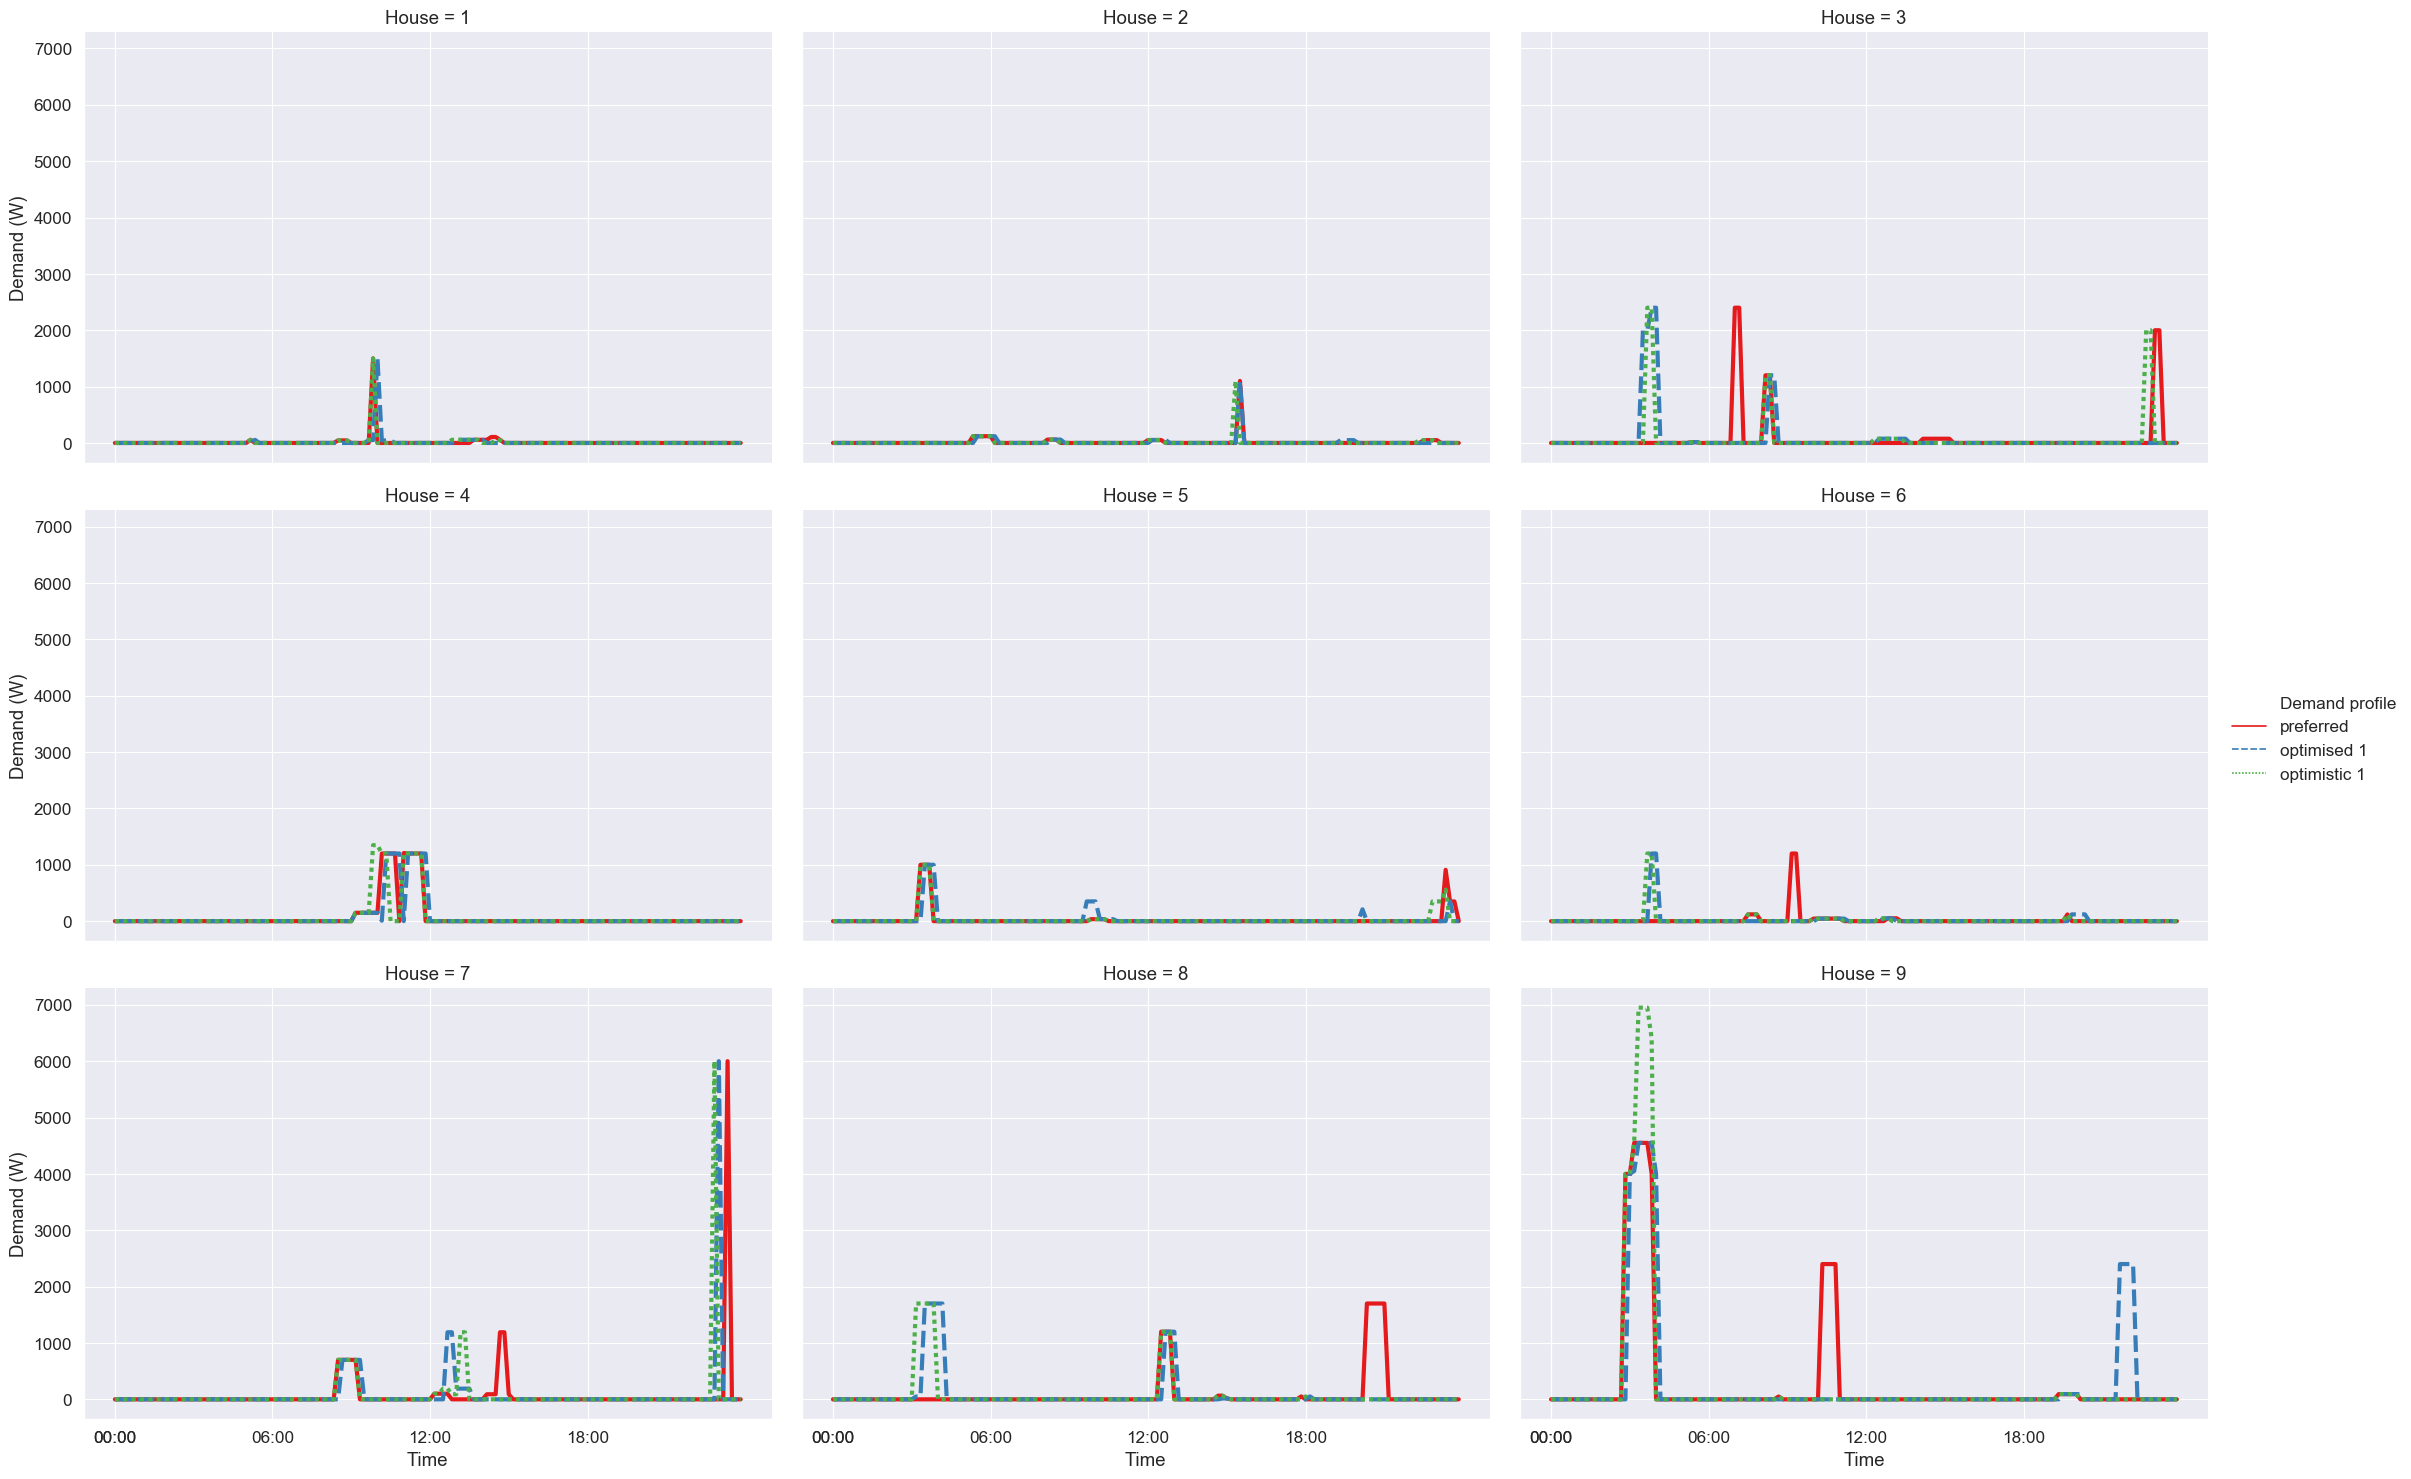 House = 1
House = 2
House = 3
7000
6000
5000
4000
3000
2000
1000
0
Demand (W)
House = 4
House = 5
House = 6
7000
6000
5000
4000
3000
2000
1000
0
Demand (W)
Demand profile
preferred
optimised 1
optimistic 1
House = 7
House = 8
House = 9
7000
6000
5000
4000
3000
2000
1000
0
Demand (W)
00:00 06:00 12:00 18:00
00:00 06:00 12:00 18:00
00:00 06:00 12:00 18:00
Time
Time
Time